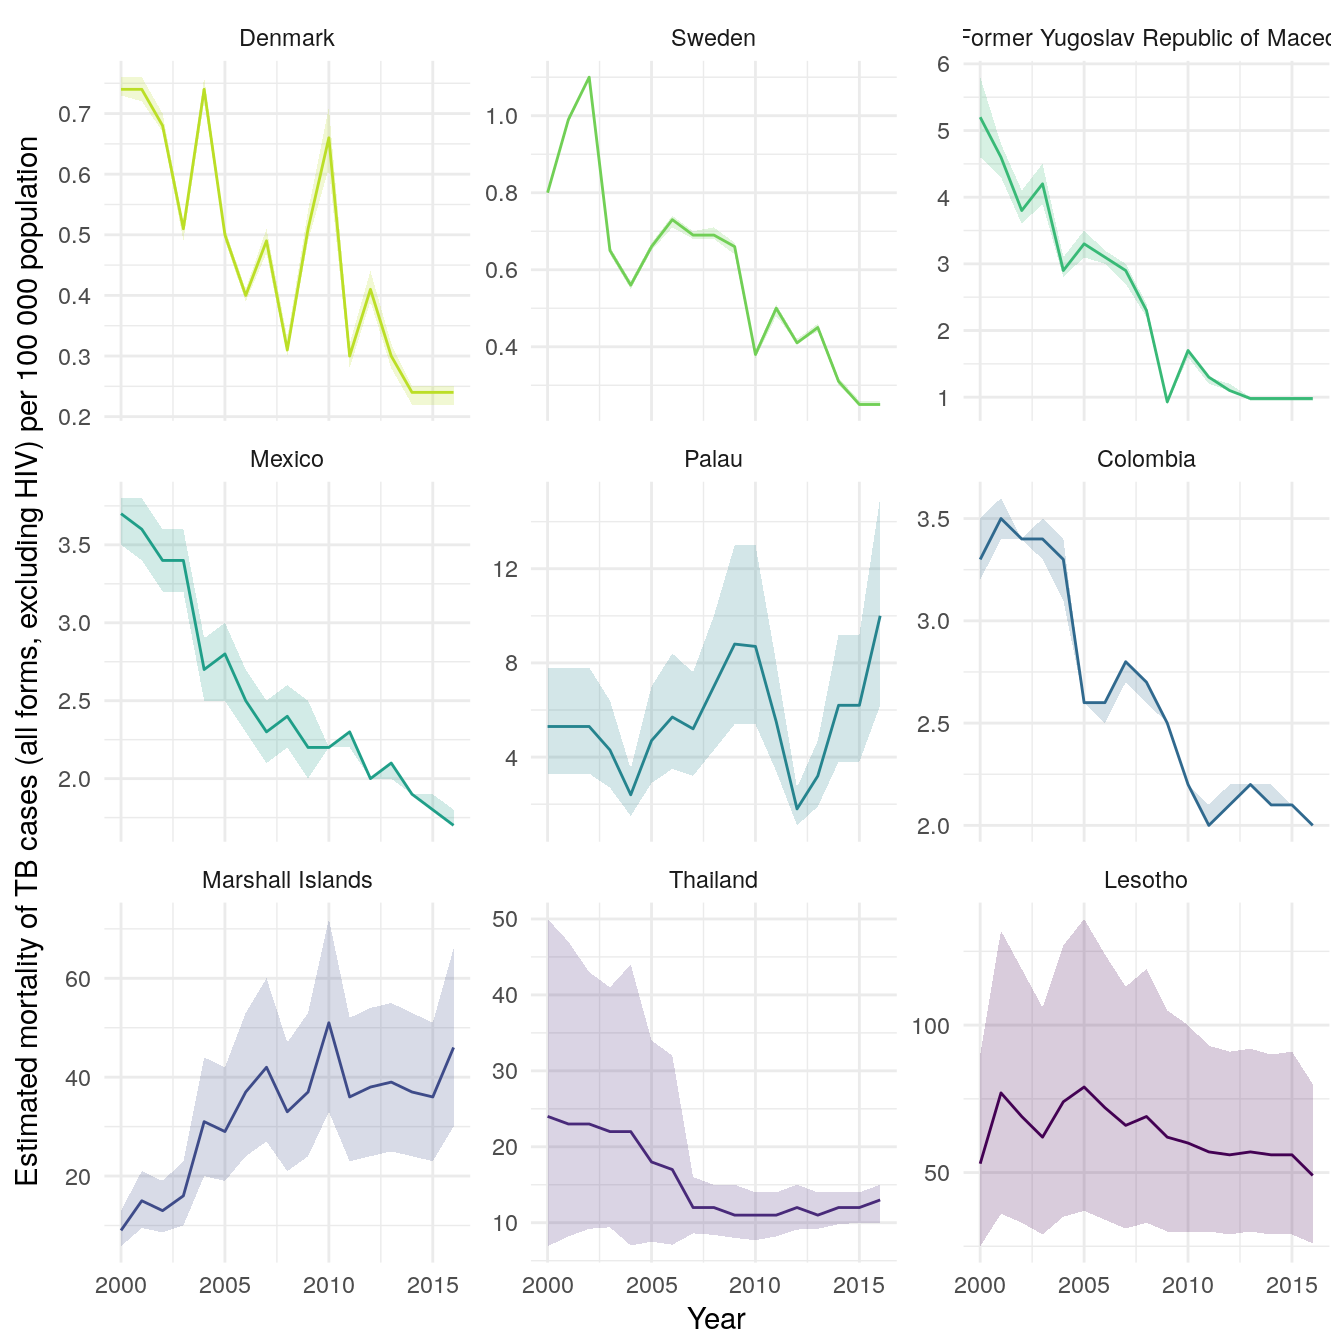 Denmark
Sweden
Former Yugoslav Republic of Maced
0.7
0.6
0.5
0.4
0.3
0.2
1.0
0.8
0.6
0.4
6
5
4
3
2
1
Mexico
Palau
Colombia
3.5
3.0
2.5
2.0
12
8
4
3.5
3.0
2.5
2.0
Marshall Islands
Thailand
Lesotho
60
40
20
50
40
30
20
10
100
50
2000 2005 2010 2015
2000 2005 2010 2015
2000 2005 2010 2015
Year
Estimated mortality of TB cases (all forms, excluding HIV) per 100 000 population